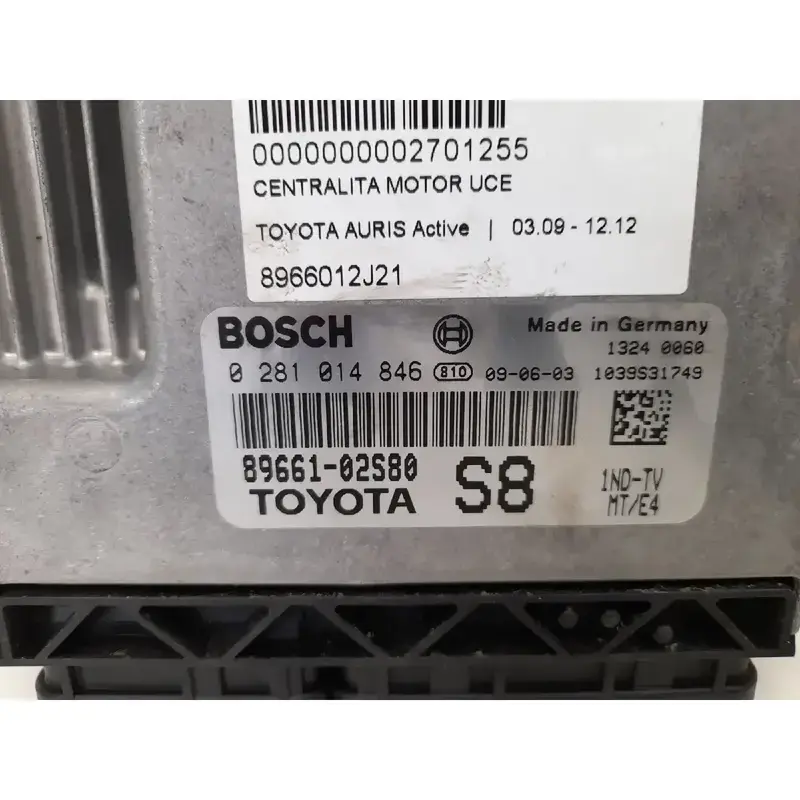 0000000002701255
CENTRALITA MOTOR UCE
TOYOTA AURIS Active | 03.09 - 12.12
8966012J21
BOSCH Made in Germany
1324 0060
0 281 014 846 810 09-06-03 1039S31749
89661-02S80
TOYOTA S8
1ND-TV
MT/E4